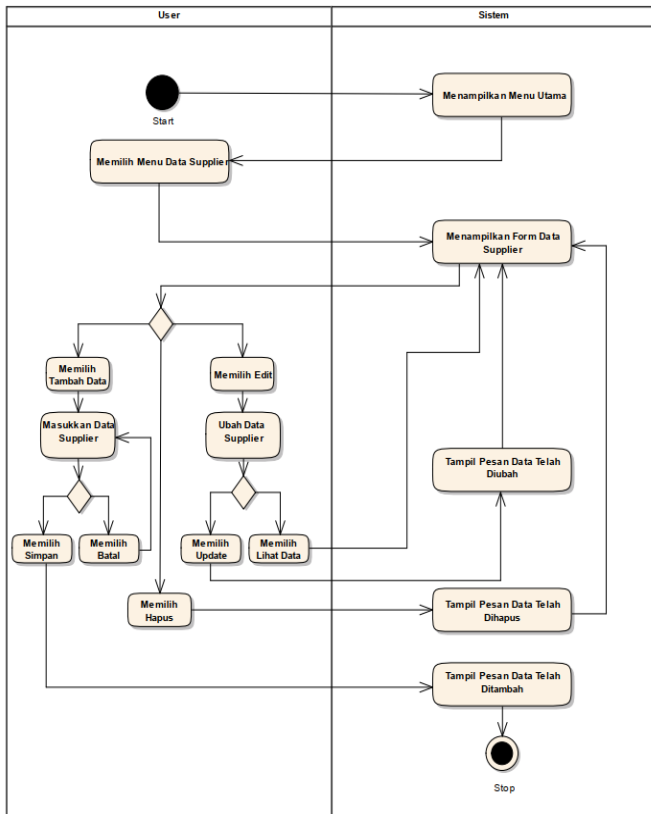 User
Sistem
Start
Menampilkan Menu Utama
Memilih Menu Data Supplier
Menampilkan Form Data
Supplier
Memilih
Tambah Data
Memilih Edit
Masukkan Data
Supplier
Ubah Data
Supplier
Tampil Pesan Data Telah
Diubah
Memilih
Simpan
Memilih
Batal
Memilih
Update
Memilih
Lihat Data
Memilih
Hapus
Tampil Pesan Data Telah
Dihapus
Tampil Pesan Data Telah
Ditambah
Stop